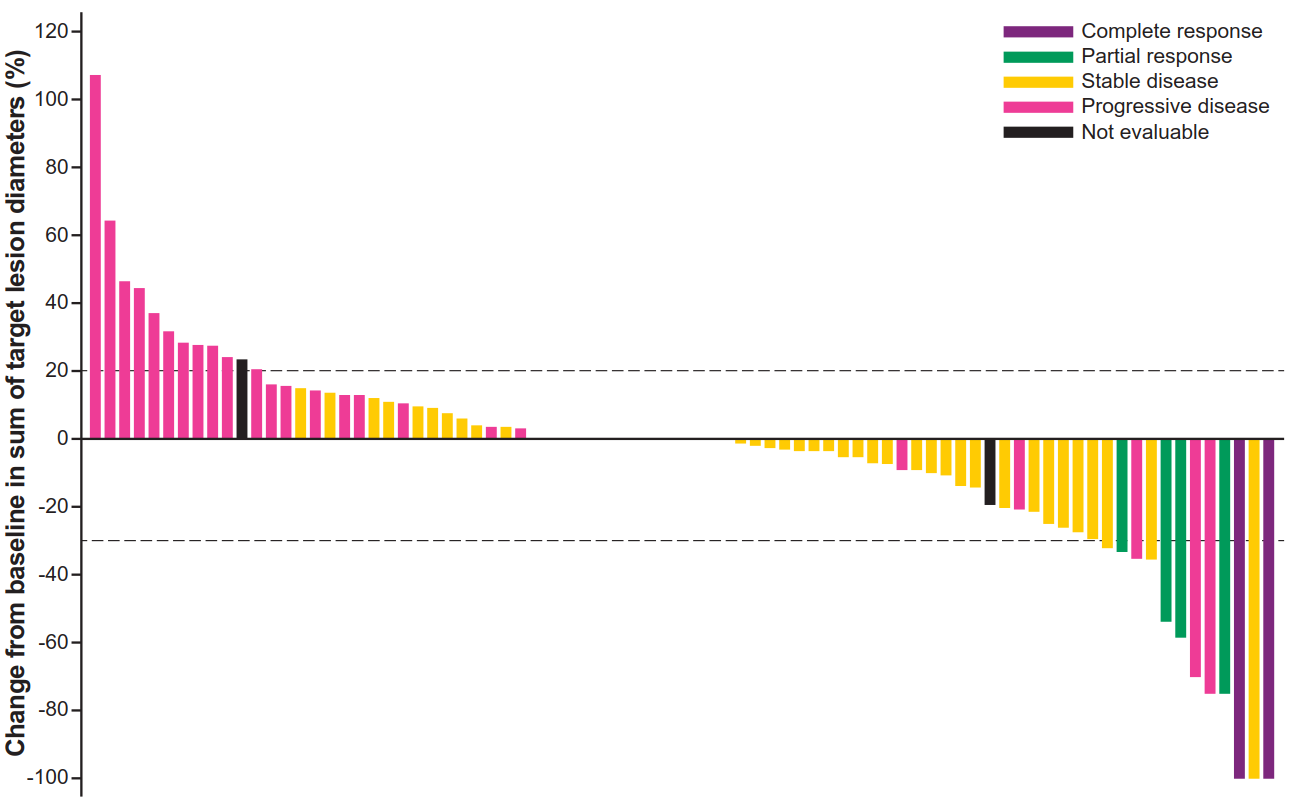 Change from baseline in sum of target lesion diameters (%)
120
100
80
60
40
20
0
-20
-40
-60
-80
-100
Complete response
Partial response
Stable disease
Progressive disease
Not evaluable